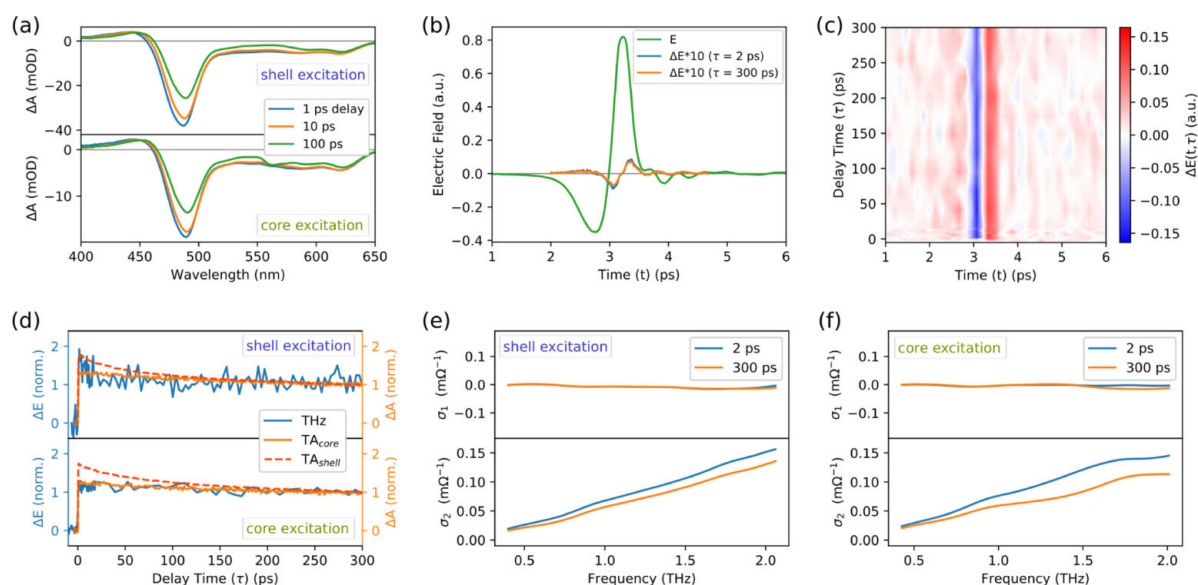 (a)
0
−20
−40
ΔA (mOD)
shell excitation
1 ps delay
10 ps
100 ps
0
−10
ΔA (mOD)
core excitation
400 450 500 550 600 650
Wavelength (nm)
(b)
E
ΔE*10 (τ = 2 ps)
ΔE*10 (τ = 300 ps)
0.8
0.6
0.4
0.2
0.0
−0.2
−0.4
Electric Field (a.u.)
1 2 3 4 5 6
Time (t) (ps)
(c)
300
250
200
150
100
50
0
Delay Time (τ) (ps)
1 2 3 4 5 6
Time (t) (ps)
0.15
0.10
0.05
0.00
−0.05
−0.10
−0.15
ΔE(t,τ) (a.u.)
(d)
shell excitation
2
1
0
ΔE (norm.)
2
1
0
ΔA (norm.)
THz
TAcore
TAshell
2
1
0
ΔE (norm.)
2
1
0
ΔA (norm.)
core excitation
0 50 100 150 200 250 300
Delay Time (τ) (ps)
(e)
shell excitation
2 ps
300 ps
0.1
0.0
−0.1
σ1 (mΩ−1)
0.15
0.10
0.05
0.00
σ2 (mΩ−1)
0.5 1.0 1.5 2.0
Frequency (THz)
(f)
core excitation
2 ps
300 ps
0.1
0.0
−0.1
σ1 (mΩ−1)
0.15
0.10
0.05
0.00
σ2 (mΩ−1)
0.5 1.0 1.5 2.0
Frequency (THz)